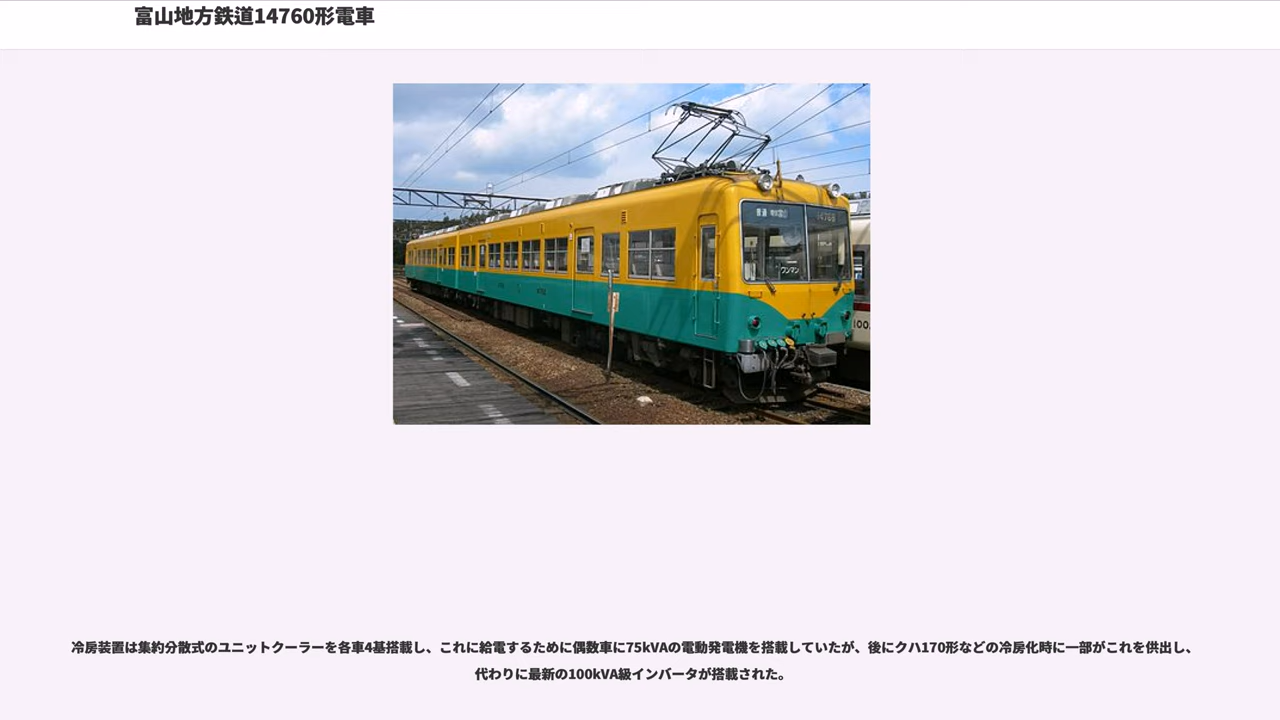 富山地方鉄道14760形電車
普通
ワンマン
冷房装置は集約分散式のユニットクーラーを各車4基搭載し、これに給電するために偶数車に75kVAの電動発電機を搭載していたが、後にクハ170形などの冷房化時に一部がこれを供出し、
代わりに最新の100kVA級インバータが搭載された。